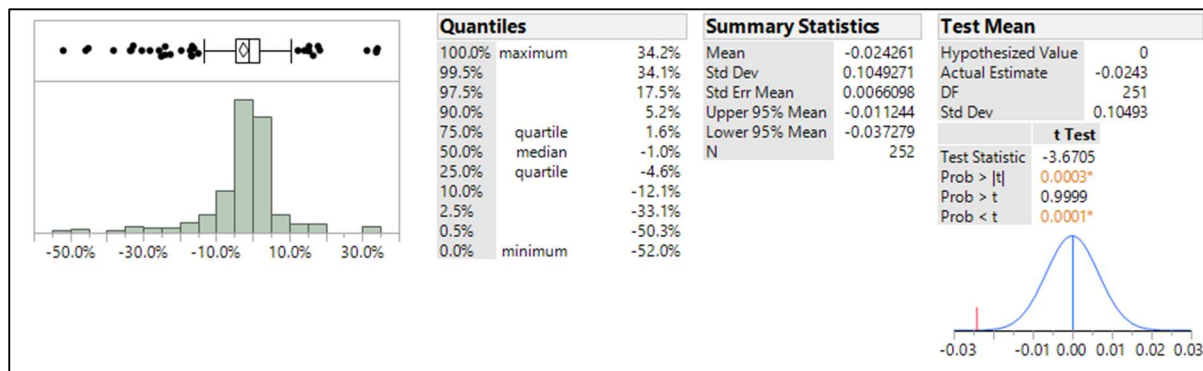 -50.0% -30.0% -10.0% 10.0% 30.0%
Quantiles
100.0% maximum 34.2%
99.5% 34.1%
97.5% 17.5%
90.0% 5.2%
75.0% quartile 1.6%
50.0% median -1.0%
25.0% quartile -4.6%
10.0% -12.1%
2.5% -33.1%
0.5% -50.3%
0.0% minimum -52.0%
Summary Statistics
Mean -0.024261
Std Dev 0.1049271
Std Err Mean 0.0066098
Upper 95% Mean -0.011244
Lower 95% Mean -0.037279
N 252
Test Mean
Hypothesized Value 0
Actual Estimate -0.0243
DF 251
Std Dev 0.10493
t Test
Test Statistic -3.6705
Prob > |t| 0.0003*
Prob > t 0.9999
Prob < t 0.0001*
-0.03 -0.01 0.00 0.01 0.02 0.03